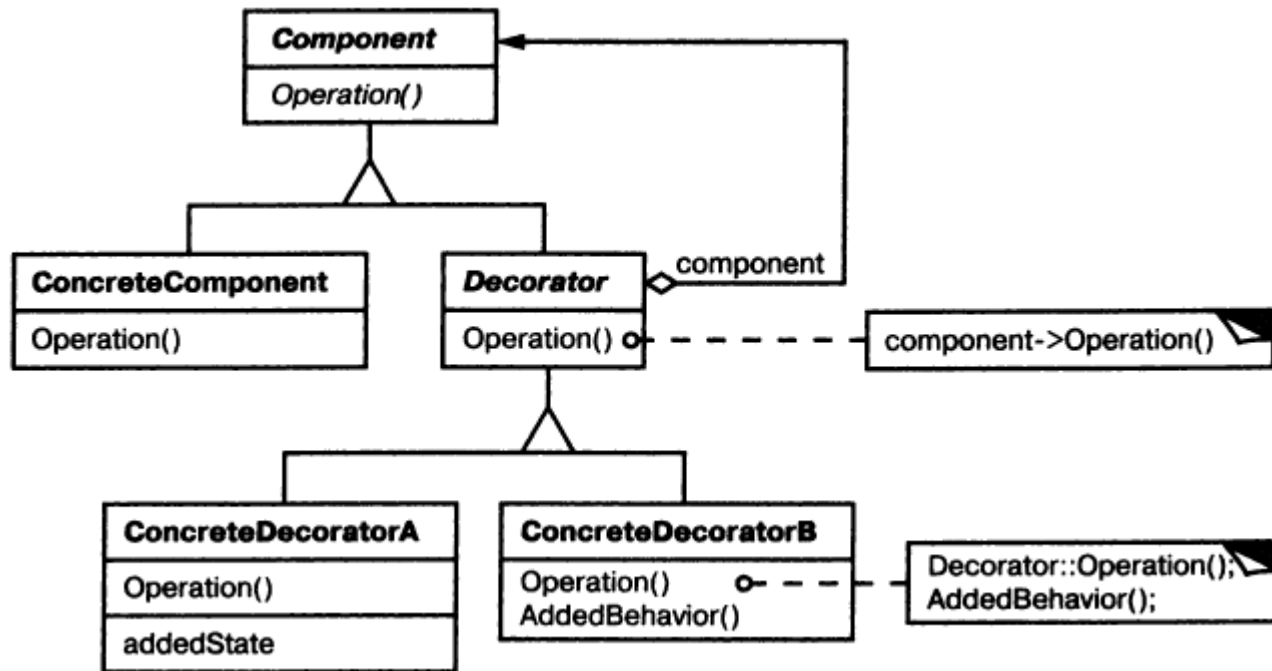 Component
Operation()
ConcreteComponent
Operation()
Decorator
Operation()
component
component->Operation()
ConcreteDecoratorA
Operation()
addedState
ConcreteDecoratorB
Operation()
AddedBehavior()
Decorator::Operation();
AddedBehavior();